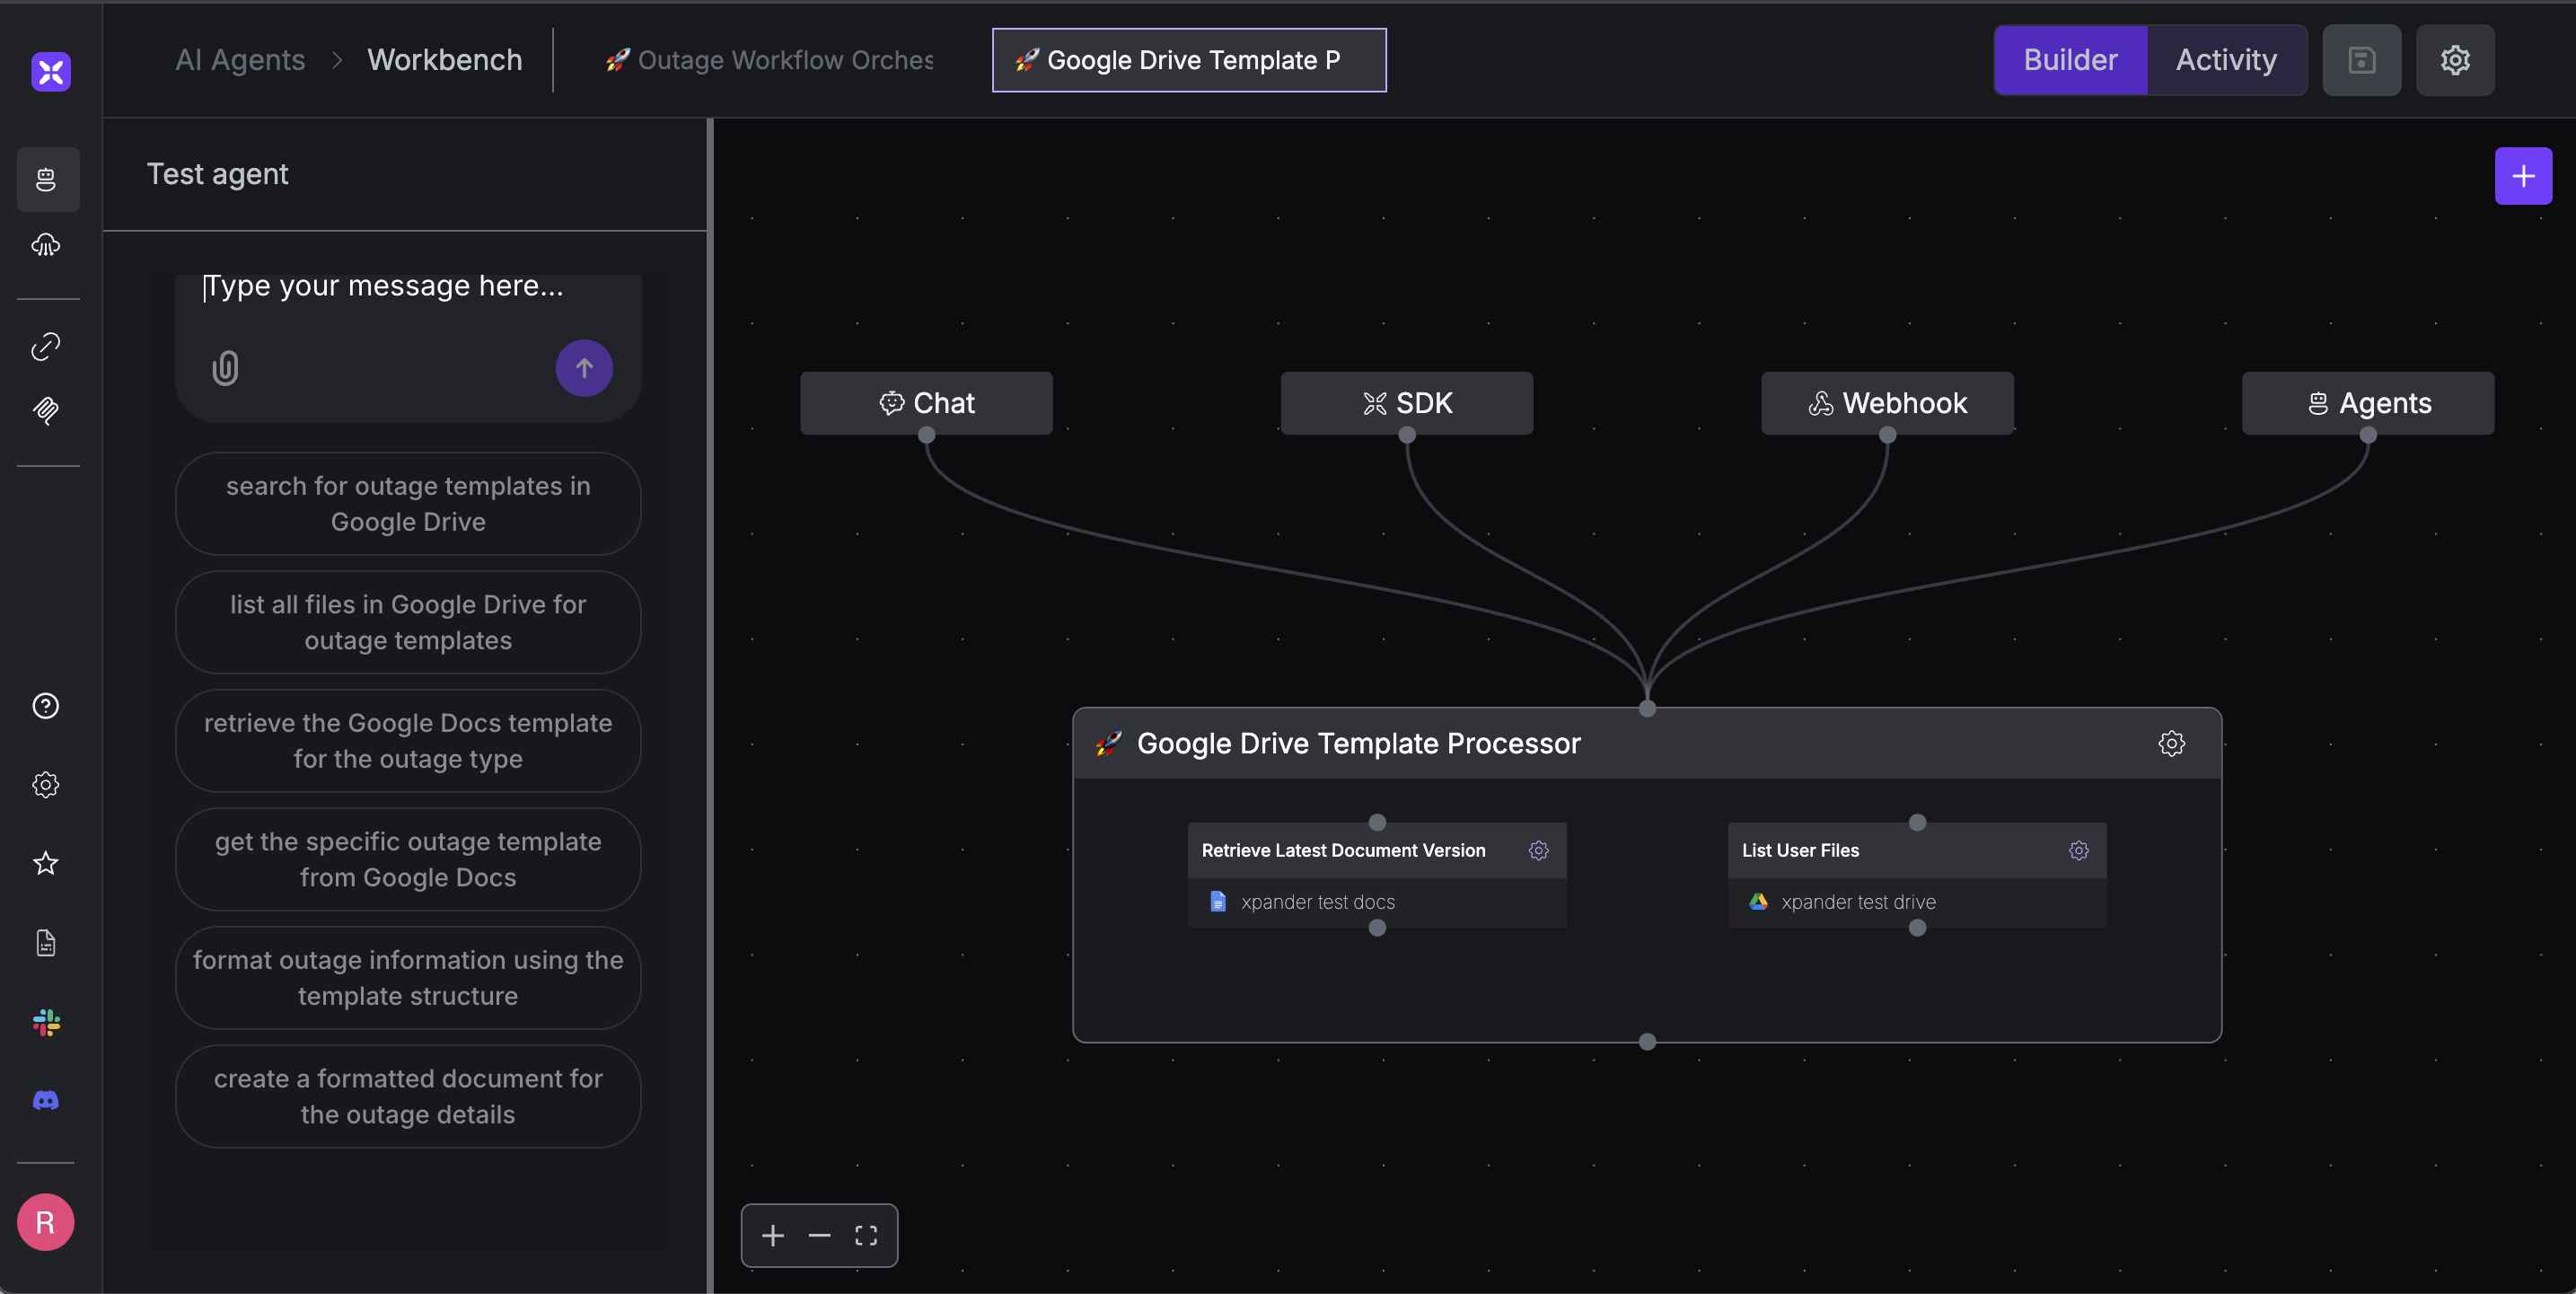 AI Agents > Workbench
🚀 Outage Workflow Orches
🚀 Google Drive Template P
Builder
Activity
Test agent
Type your message here...
search for outage templates in
Google Drive
list all files in Google Drive for
outage templates
retrieve the Google Docs template
for the outage type
get the specific outage template
from Google Docs
format outage information using the
template structure
create a formatted document for
the outage details
R
Chat
SDK
Webhook
Agents
🚀 Google Drive Template Processor
Retrieve Latest Document Version
xpander test docs
List User Files
xpander test drive